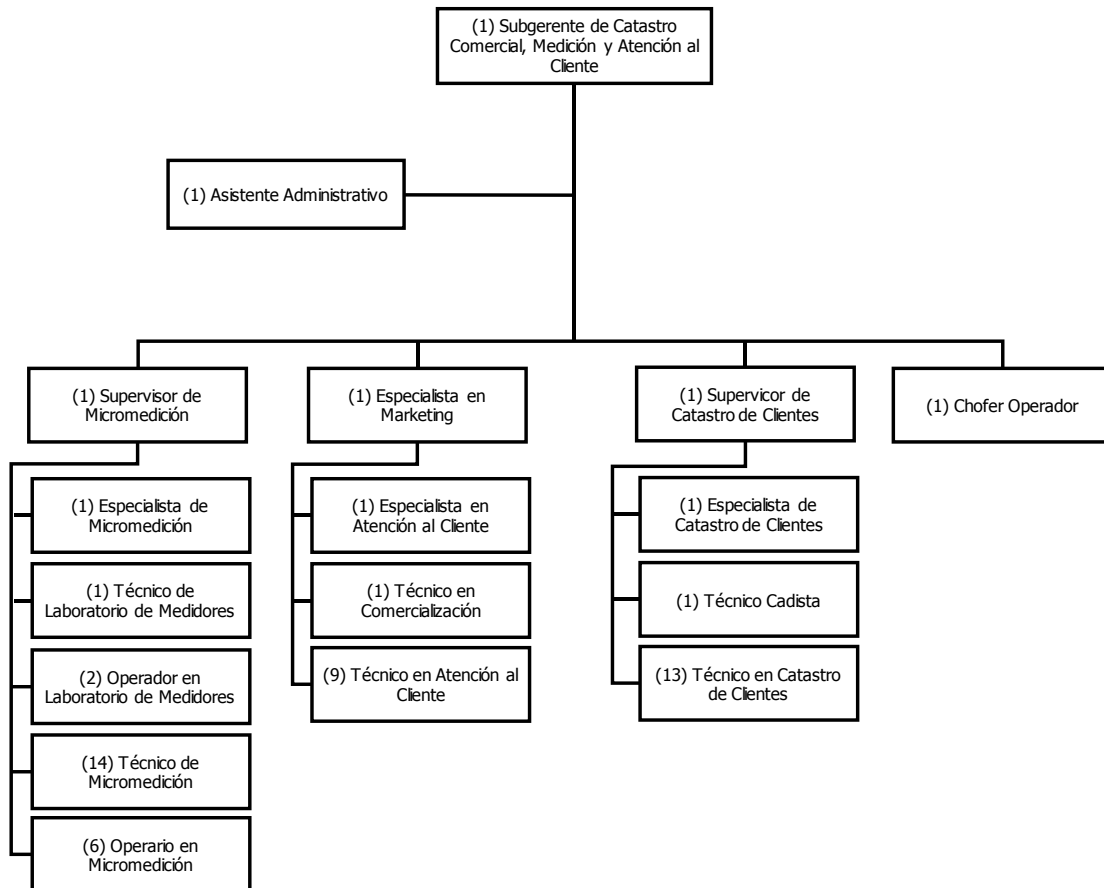 (1) Subgerente de Catastro
Comercial, Medición y Atención al
Cliente
(1) Asistente Administrativo
(1) Supervisor de
Micromedición
(1) Especialista en
Marketing
(1) Supervicor de
Catastro de Clientes
(1) Chofer Operador
(1) Especialista de
Micromedición
(1) Especialista en
Atención al Cliente
(1) Especialista de
Catastro de Clientes
(1) Técnico de
Laboratorio de Medidores
(1) Técnico en
Comercialización
(1) Técnico Cadista
(2) Operador en
Laboratorio de Medidores
(9) Técnico en Atención al
Cliente
(13) Técnico en Catastro
de Clientes
(14) Técnico de
Micromedición
(6) Operario en
Micromedición